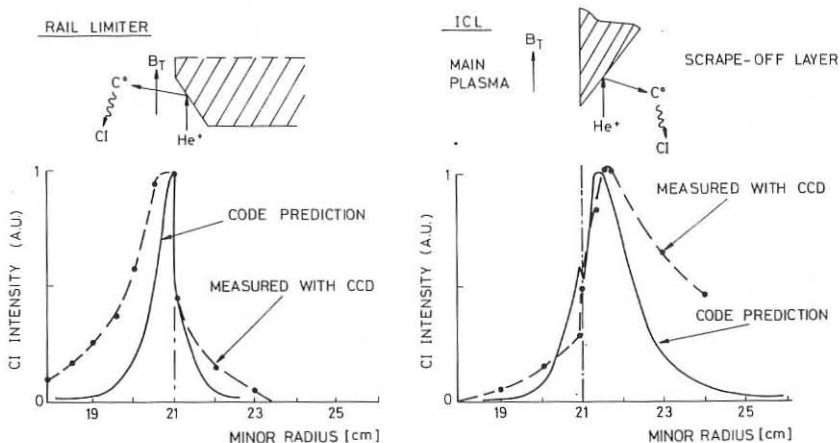 RAIL LIMITER
B_T
C°
CI
He⁺
1
CI INTENSITY (A.U.)
CODE PREDICTION
MEASURED WITH CCD
0
19
21
23
25
MINOR RADIUS [cm]
ICL
MAIN
PLASMA
B_T
SCRAPE-OFF LAYER
C°
CI
He⁺
1
CI INTENSITY (A.U.)
MEASURED WITH CCD
CODE PREDICTION
0
19
21
23
25
MINOR RADIUS [cm]